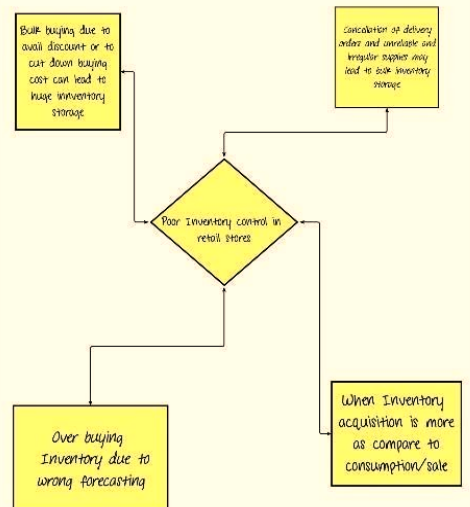 Bulk buying due to
avail discount or to
cut down buying
cost can lead to
huge innventory
storage
Cancelation of delivery
orders and unreliable and
irregular supplies may
lead to bulk inventory
storage
Poor Inventory control in
retail stores
Over buying
Inventory due to
wrong forecasting
When Inventory
acquisition is more
as compare to
consumption/sale